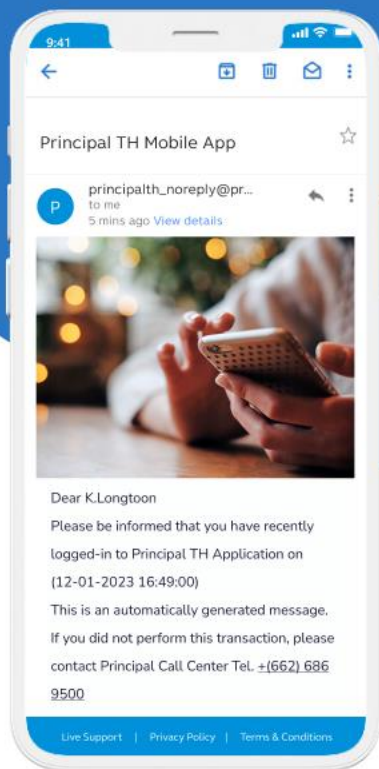 9:41
Principal TH Mobile App
P
principalth_noreply@pr...
to me
5 mins ago View details
Dear K.Longtoon
Please be informed that you have recently
logged-in to Principal TH Application on
(12-01-2023 16:49:00)
This is an automatically generated message.
If you did not perform this transaction, please
contact Principal Call Center Tel. +(662) 686
9500
Live Support | Privacy Policy | Terms & Conditions